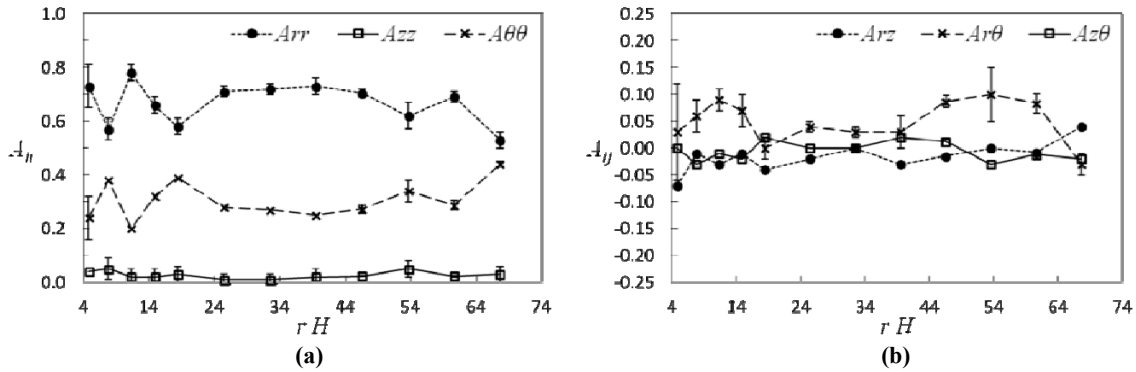 1.0
Arr Azz Aθθ
0.8
0.6
A_ii
0.4
0.2
0.0
4 14 24 34 44 54 64 74
r H
(a)
0.25
Arz Arθ Azθ
0.20
0.15
0.10
0.05
A_ij
0.00
-0.05
-0.10
-0.15
-0.20
-0.25
4 14 24 34 44 54 64 74
r H
(b)